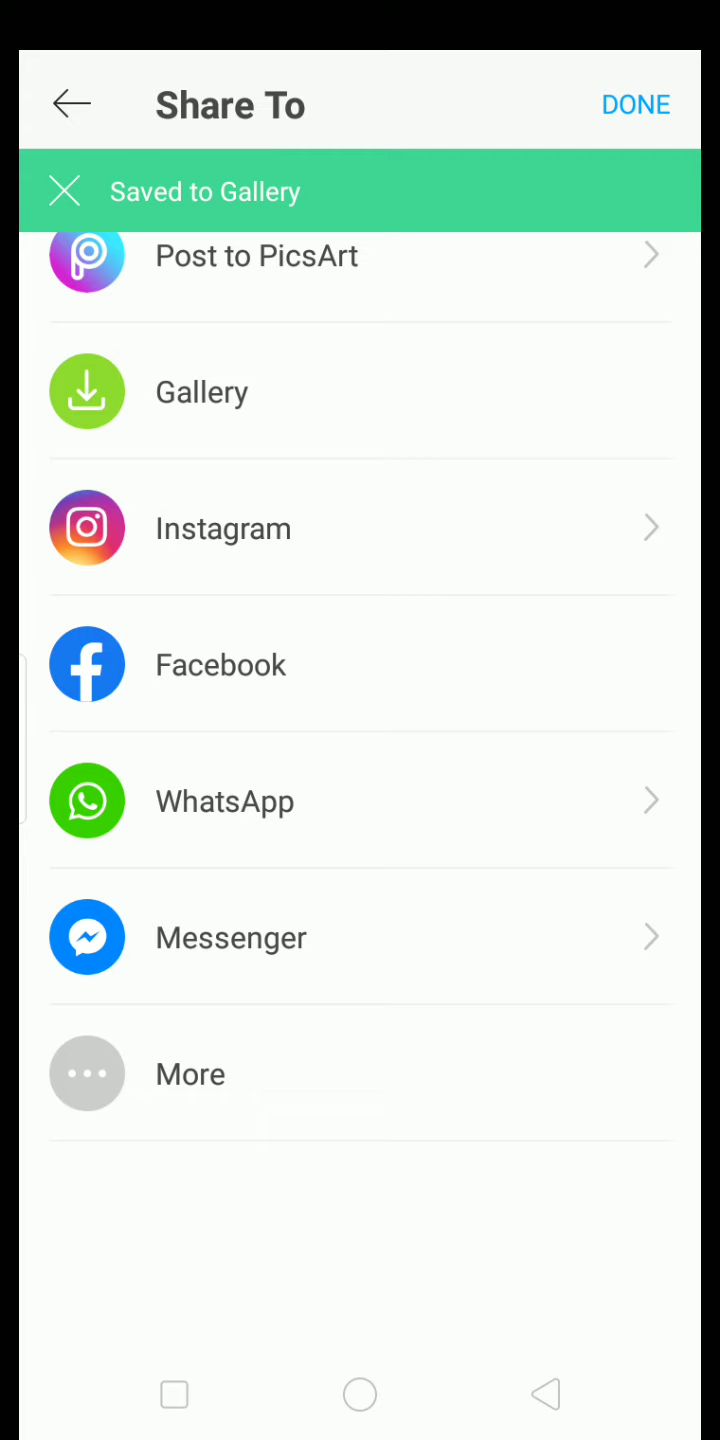 Share To
DONE
Saved to Gallery
Post to PicsArt
Gallery
Instagram
Facebook
WhatsApp
Messenger
More